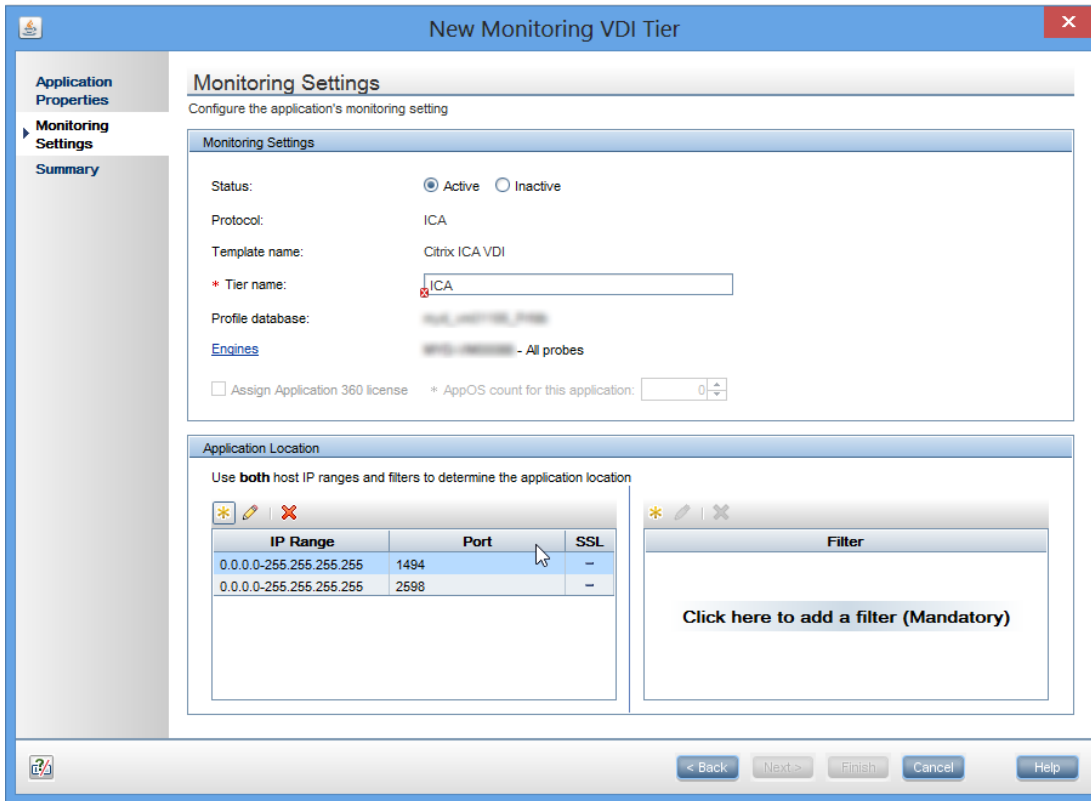 New Monitoring VDI Tier
x
Application
Properties
Monitoring
Settings
Summary
Monitoring Settings
Configure the application's monitoring setting
Monitoring Settings
Status: Active Inactive
Protocol: ICA
Template name: Citrix ICA VDI
* Tier name: ICA
Profile database:
Engines - All probes
Assign Application 360 license * AppOS count for this application: 0
Application Location
Use both host IP ranges and filters to determine the application location
IP Range Port SSL
0.0.0.0-255.255.255.255 1494 –
0.0.0.0-255.255.255.255 2598 –
Filter
Click here to add a filter (Mandatory)
< Back Next > Finish Cancel Help